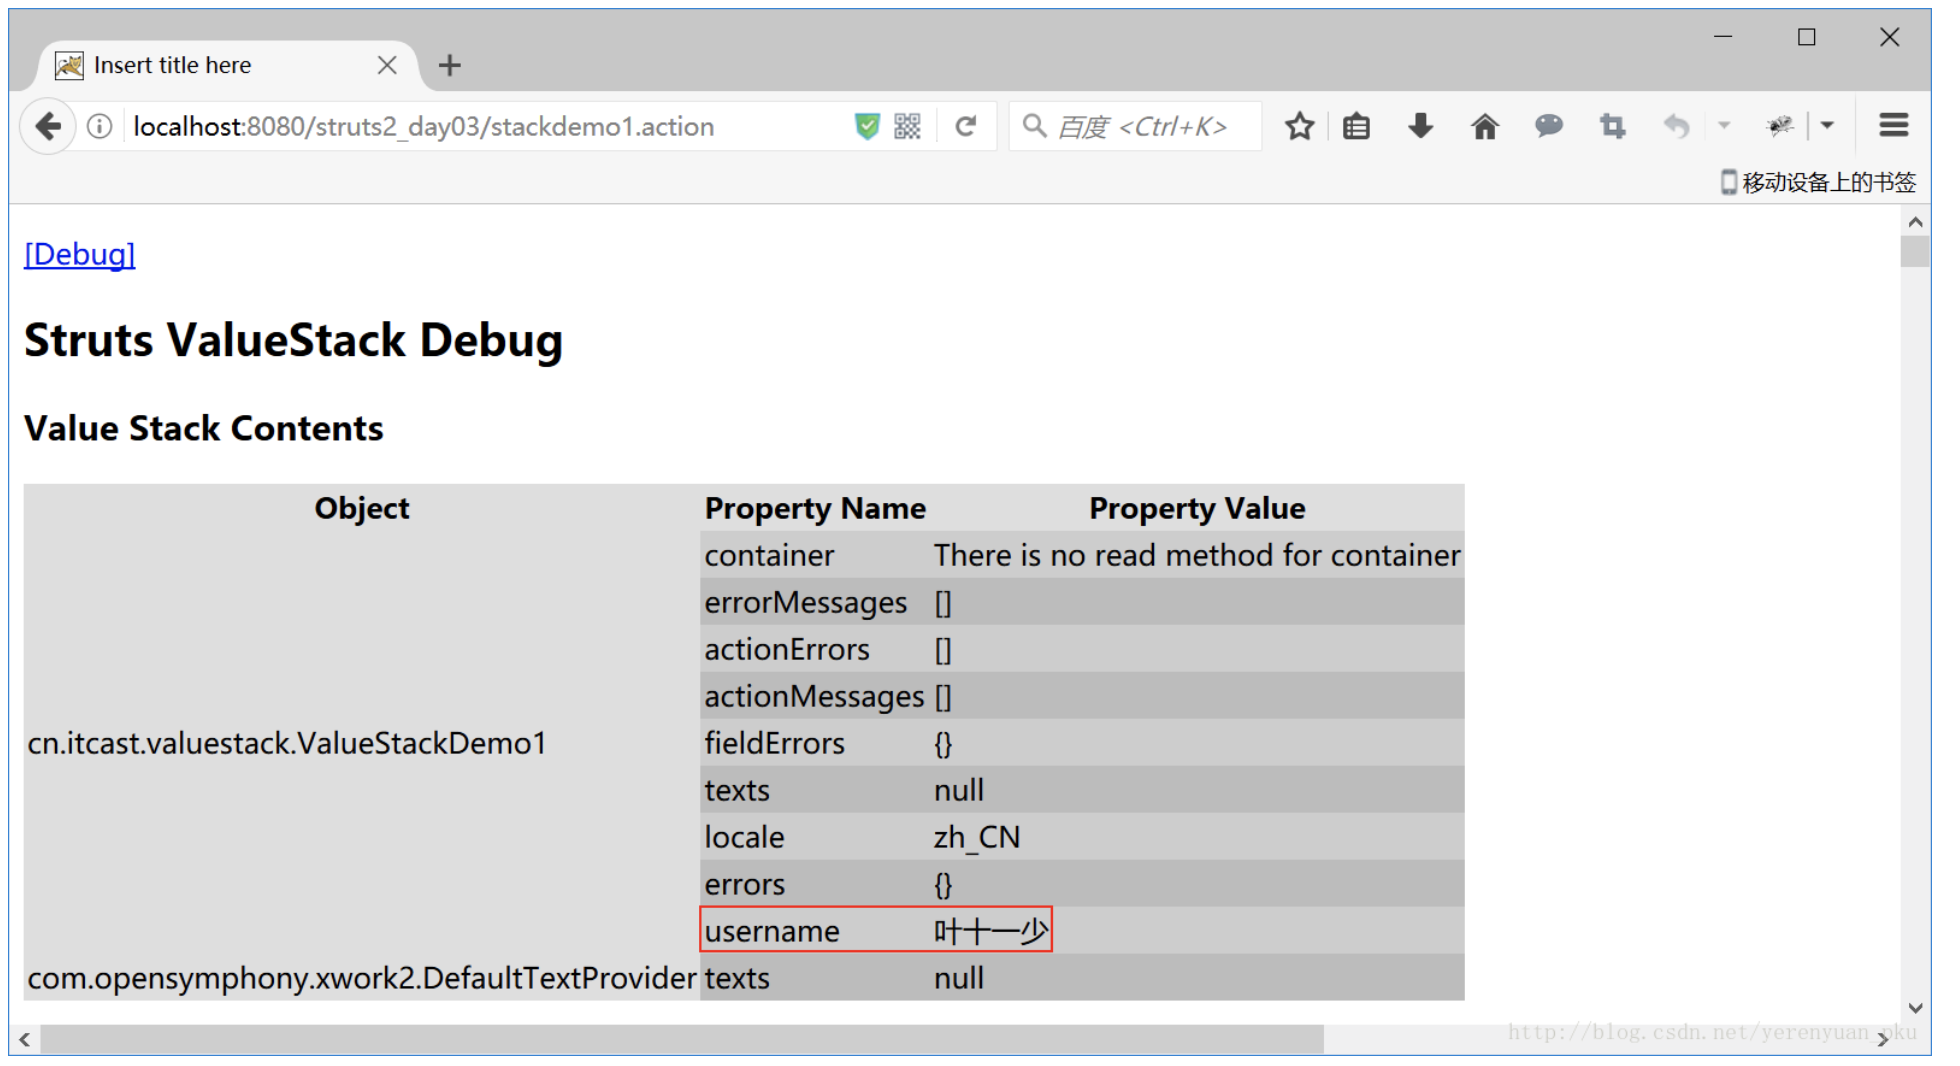 Insert title here
localhost:8080/struts2_day03/stackdemo1.action
百度 <Ctrl+K>
移动设备上的书签
[Debug]
Struts ValueStack Debug
Value Stack Contents
Object Property Name Property Value
container There is no read method for container
errorMessages []
actionErrors []
actionMessages []
cn.itcast.valuestack.ValueStackDemo1 fieldErrors {}
texts null
locale zh_CN
errors {}
username 叶十一少
com.opensymphony.xwork2.DefaultTextProvider texts null
http://blog.csdn.net/yerenyuan_pku